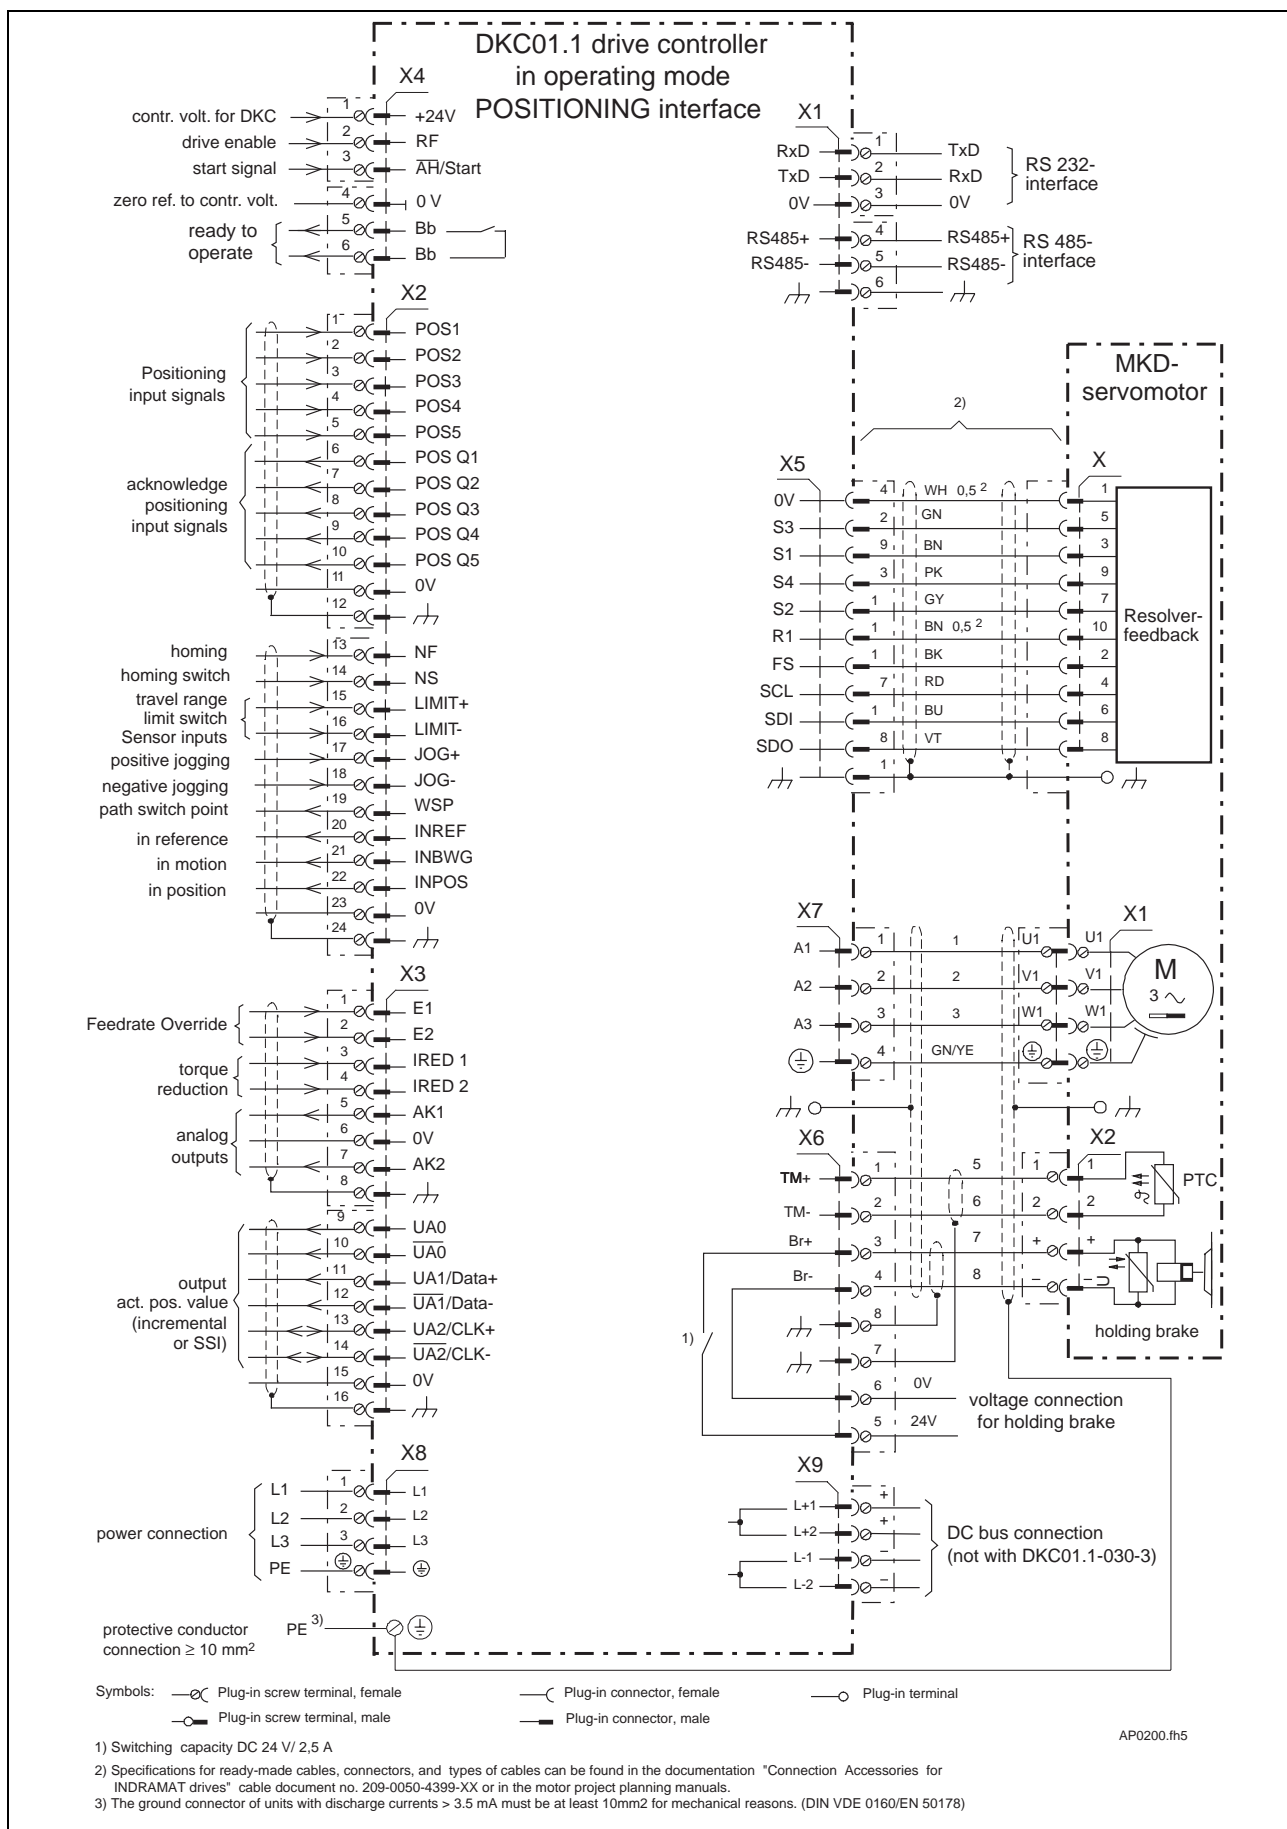 DKC01.1 drive controller
in operating mode
POSITIONING interface
X4
contr. volt. for DKC 1 +24V
drive enable 2 RF
start signal 3 A̅H̅/Start
zero ref. to contr. volt. 4 0 V
ready to
operate
5 Bb
6 Bb
X2
Positioning
input signals
1 POS1
2 POS2
3 POS3
4 POS4
5 POS5
acknowledge
positioning
input signals
6 POS Q1
7 POS Q2
8 POS Q3
9 POS Q4
10 POS Q5
11 0V
12
homing 13 NF
homing switch 14 NS
travel range
limit switch
Sensor inputs
15 LIMIT+
16 LIMIT-
positive jogging 17 JOG+
negative jogging 18 JOG-
path switch point 19 WSP
in reference 20 INREF
in motion 21 INBWG
in position 22 INPOS
23 0V
24
X3
Feedrate Override
1 E1
2 E2
torque
reduction
3 IRED 1
4 IRED 2
analog
outputs
5 AK1
6 0V
7 AK2
8
output
act. pos. value
(incremental
or SSI)
9 UA0
10 U̅A̅0̅
11 UA1/Data+
12 U̅A̅1̅/Data-
13 UA2/CLK+
14 U̅A̅2̅/CLK-
15 0V
16
X8
power connection
L1 1 L1
L2 2 L2
L3 3 L3
PE
protective conductor
connection ≥ 10 mm²
PE 3)
X1
RxD 1 TxD
TxD 2 RxD
0V 3 0V
RS 232-
interface
RS485+ 4 RS485+
RS485- 5 RS485-
6
RS 485-
interface
MKD-
servomotor
2)
X5 X
0V 4 WH 0,5 ² 1
S3 2 GN 5
S1 9 BN 3
S4 3 PK 9
S2 1 GY 7
R1 1 BN 0,5 ² 10
FS 1 BK 2
SCL 7 RD 4
SDI 1 BU 6
SDO 8 VT 8
1
Resolver-
feedback
X7 X1
A1 1 1 U1 U1
A2 2 2 V1 V1
A3 3 3 W1 W1
4 GN/YE
M
3 ~
X6 X2
TM+ 1 5 1 1
TM- 2 6 2 2
PTC
ϑ
Br+ 3 7 + +
Br- 4 8 − −
U
holding brake
1)
8
7
6 0V
5 24V
voltage connection
for holding brake
X9
L+1 +
L+2 +
L-1 −
L-2 −
DC bus connection
(not with DKC01.1-030-3)
Symbols: Plug-in screw terminal, female Plug-in connector, female Plug-in terminal
Plug-in screw terminal, male Plug-in connector, male
AP0200.fh5
1) Switching capacity DC 24 V/ 2,5 A
2) Specifications for ready-made cables, connectors, and types of cables can be found in the documentation "Connection Accessories for
INDRAMAT drives" cable document no. 209-0050-4399-XX or in the motor project planning manuals.
3) The ground connector of units with discharge currents > 3.5 mA must be at least 10mm2 for mechanical reasons. (DIN VDE 0160/EN 50178)